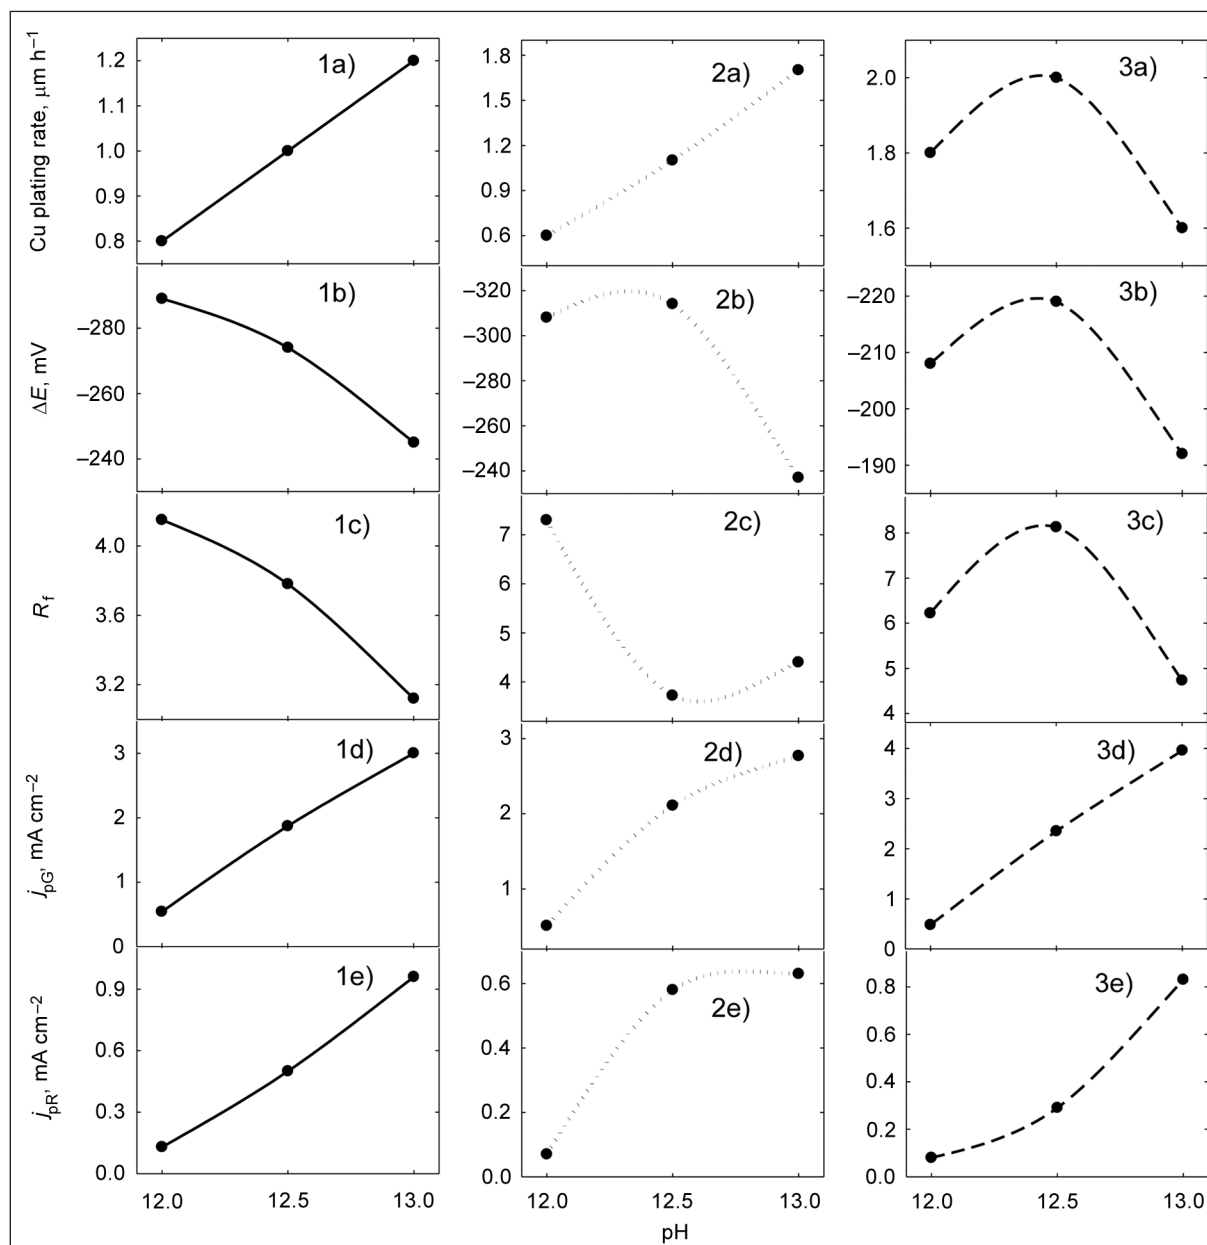 Cu plating rate, μm h⁻¹
1.2
1.1
1.0
0.9
0.8
1a)
1.8
1.5
1.2
0.9
0.6
2a)
2.0
1.8
1.6
3a)
ΔE, mV
–280
–260
–240
1b)
–320
–300
–280
–260
–240
2b)
–220
–210
–200
–190
3b)
Rf
4.0
3.6
3.2
1c)
7
6
5
4
2c)
8
7
6
5
4
3c)
jpG, mA cm⁻²
3
2
1
0
1d)
3
2
1
2d)
4
3
2
1
0
3d)
jpR, mA cm⁻²
0.9
0.6
0.3
0.0
1e)
0.6
0.4
0.2
0.0
2e)
0.8
0.6
0.4
0.2
0.0
3e)
12.0 12.5 13.0
12.0 12.5 13.0
12.0 12.5 13.0
pH